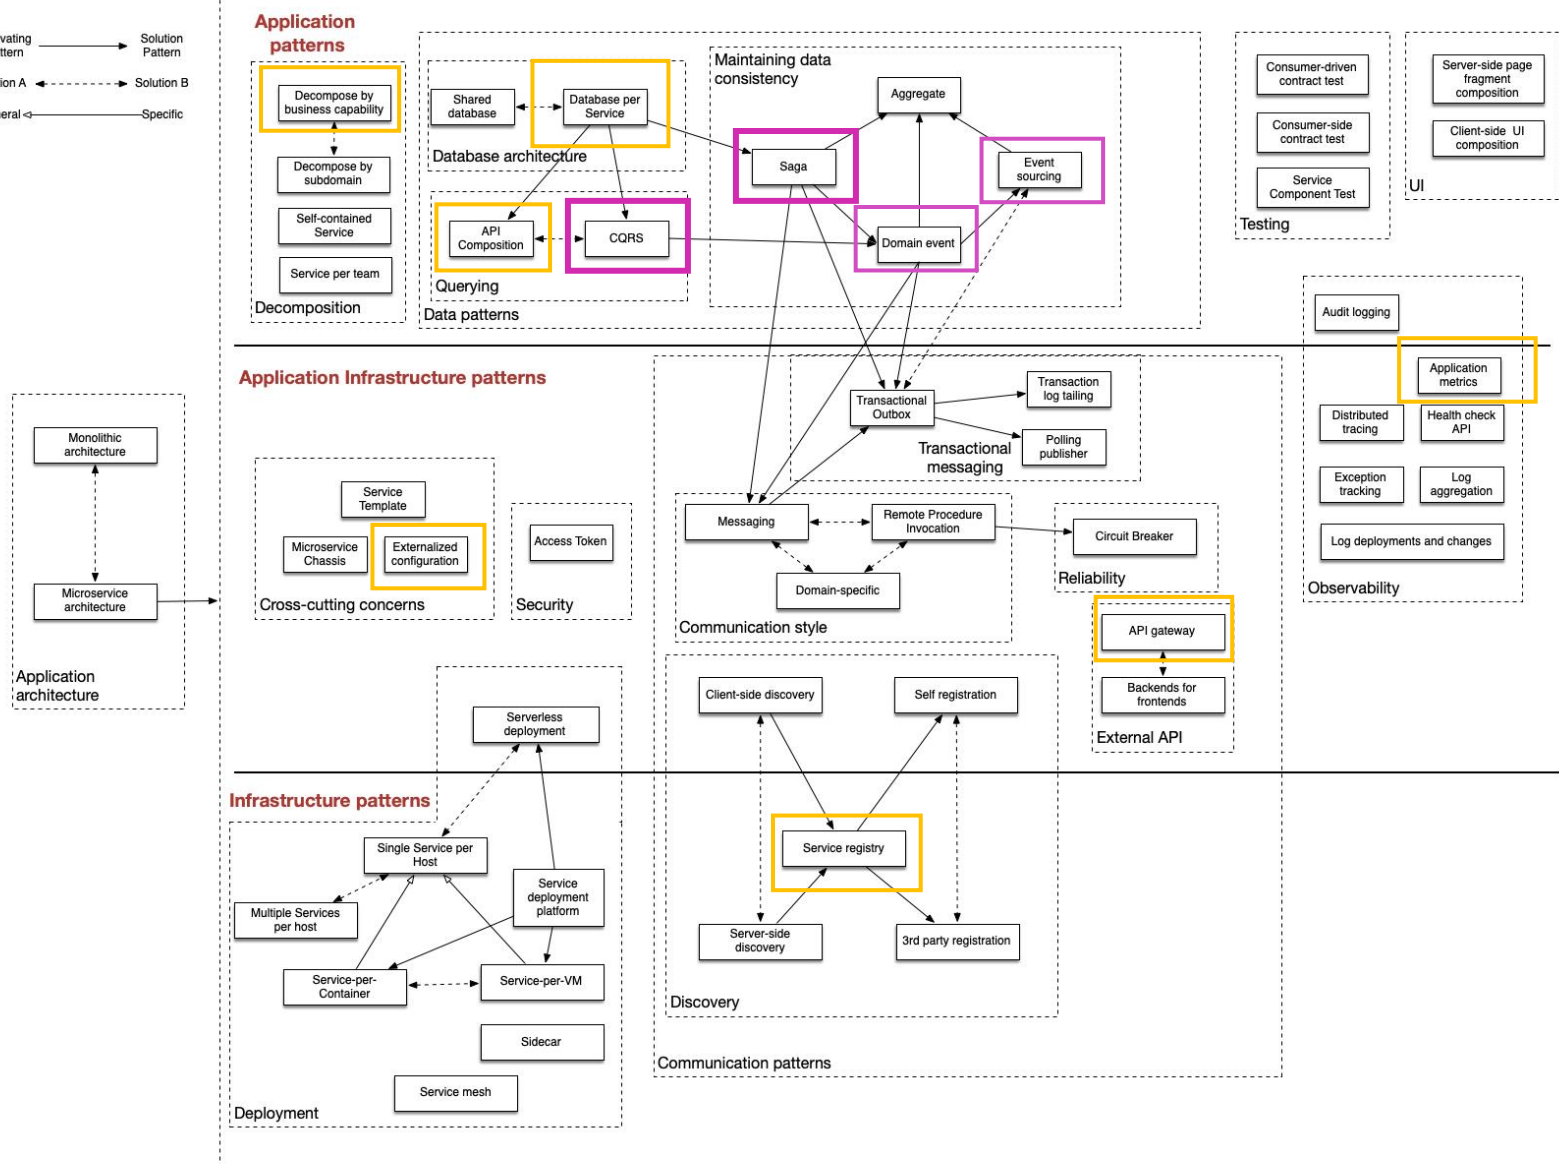 vating
ttern
Solution
Pattern
ion A
Solution B
eral
Specific
Application
patterns
Decompose by
business capability
Decompose by
subdomain
Self-contained
Service
Service per team
Decomposition
Shared
database
Database per
Service
Database architecture
API
Composition
CQRS
Querying
Data patterns
Maintaining data
consistency
Aggregate
Saga
Event
sourcing
Domain event
Consumer-driven
contract test
Consumer-side
contract test
Service
Component Test
Testing
Server-side page
fragment
composition
Client-side UI
composition
UI
Application Infrastructure patterns
Monolithic
architecture
Microservice
architecture
Application
architecture
Service
Template
Microservice
Chassis
Externalized
configuration
Cross-cutting concerns
Access Token
Security
Transactional
Outbox
Transaction
log tailing
Polling
publisher
Transactional
messaging
Messaging
Remote Procedure
Invocation
Domain-specific
Communication style
Circuit Breaker
Reliability
API gateway
Backends for
frontends
External API
Audit logging
Application
metrics
Distributed
tracing
Health check
API
Exception
tracking
Log
aggregation
Log deployments and changes
Observability
Client-side discovery
Self registration
Service registry
Server-side
discovery
3rd party registration
Discovery
Communication patterns
Infrastructure patterns
Serverless
deployment
Single Service per
Host
Multiple Services
per host
Service
deployment
platform
Service-per-
Container
Service-per-VM
Sidecar
Service mesh
Deployment